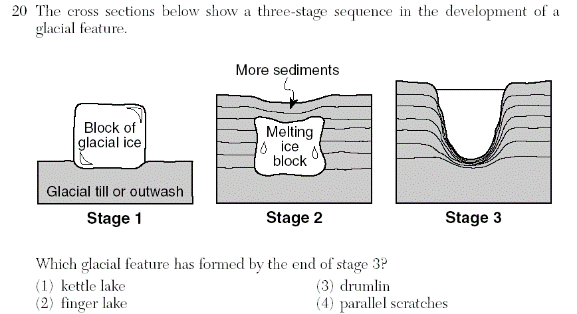 20 The cross sections below show a three-stage sequence in the development of a
glacial feature.
More sediments
Block of
glacial ice
Glacial till or outwash
Melting
ice
block
Stage 1
Stage 2
Stage 3
Which glacial feature has formed by the end of stage 3?
(1) kettle lake
(2) finger lake
(3) drumlin
(4) parallel scratches